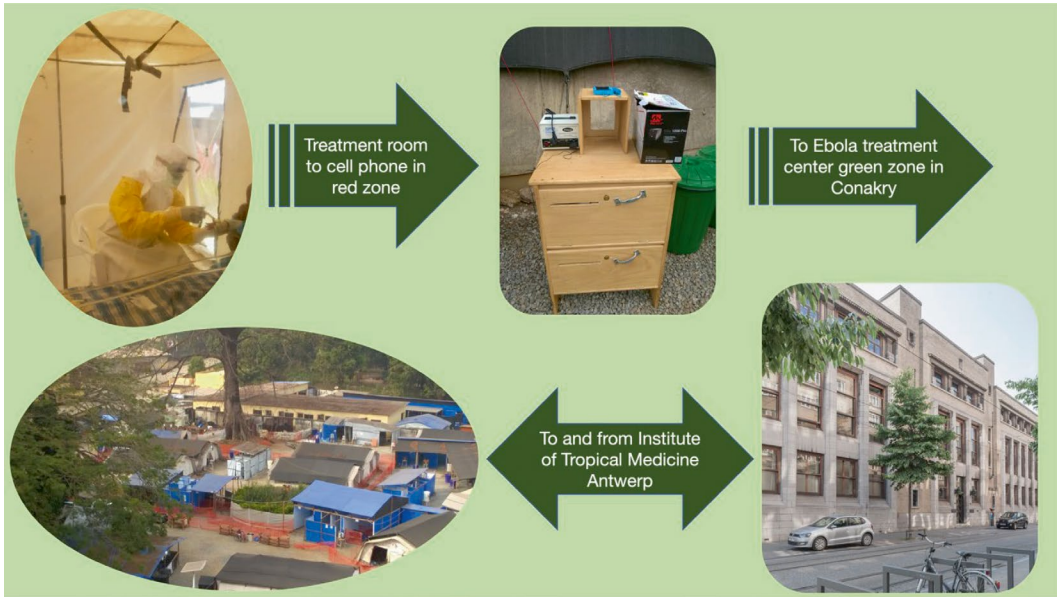 Treatment room
to cell phone in
red zone
To Ebola treatment
center green zone in
Conakry
To and from Institute
of Tropical Medicine
Antwerp